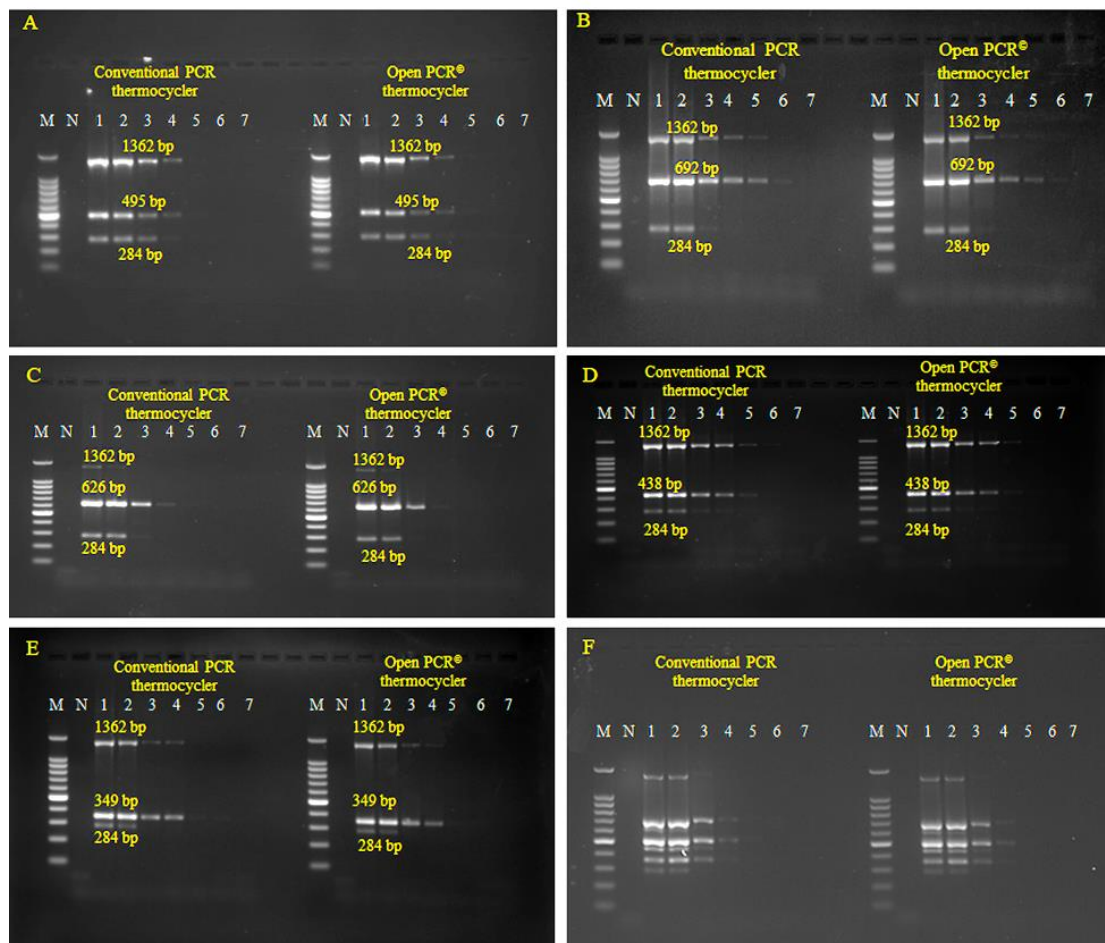 A
Conventional PCR
thermocycler
Open PCR®
thermocycler
M N 1 2 3 4 5 6 7
M N 1 2 3 4 5 6 7
1362 bp
1362 bp
495 bp
495 bp
284 bp
284 bp
B
Conventional PCR
thermocycler
Open PCR®
thermocycler
M N 1 2 3 4 5 6 7
M N 1 2 3 4 5 6 7
1362 bp
1362 bp
692 bp
692 bp
284 bp
284 bp
C
Conventional PCR
thermocycler
Open PCR®
thermocycler
M N 1 2 3 4 5 6 7
M N 1 2 3 4 5 6 7
1362 bp
1362 bp
626 bp
626 bp
284 bp
284 bp
D
Conventional PCR
thermocycler
Open PCR®
thermocycler
M N 1 2 3 4 5 6 7
M N 1 2 3 4 5 6 7
1362 bp
1362 bp
438 bp
438 bp
284 bp
284 bp
E
Conventional PCR
thermocycler
Open PCR®
thermocycler
M N 1 2 3 4 5 6 7
M N 1 2 3 4 5 6 7
1362 bp
1362 bp
349 bp
349 bp
284 bp
284 bp
F
Conventional PCR
thermocycler
Open PCR®
thermocycler
M N 1 2 3 4 5 6 7
M N 1 2 3 4 5 6 7